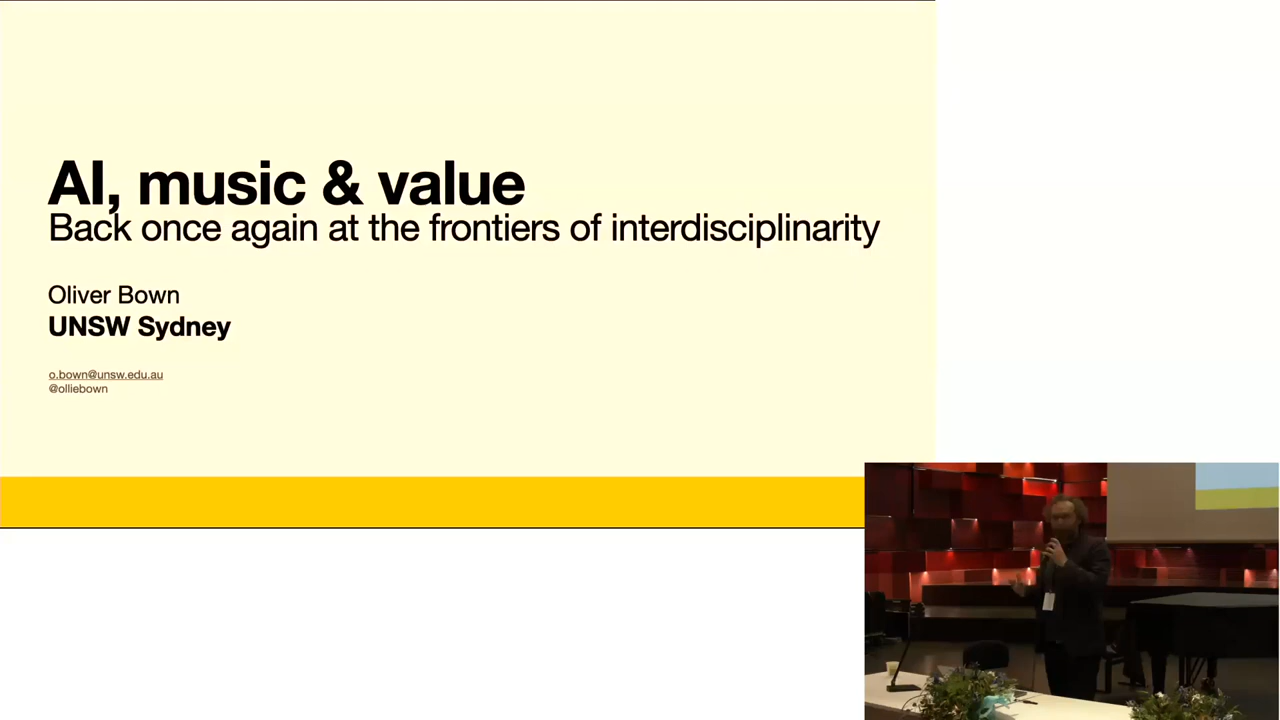 AI, music & value
Back once again at the frontiers of interdisciplinarity
Oliver Bown
UNSW Sydney
o.bown@unsw.edu.au
@olliebown